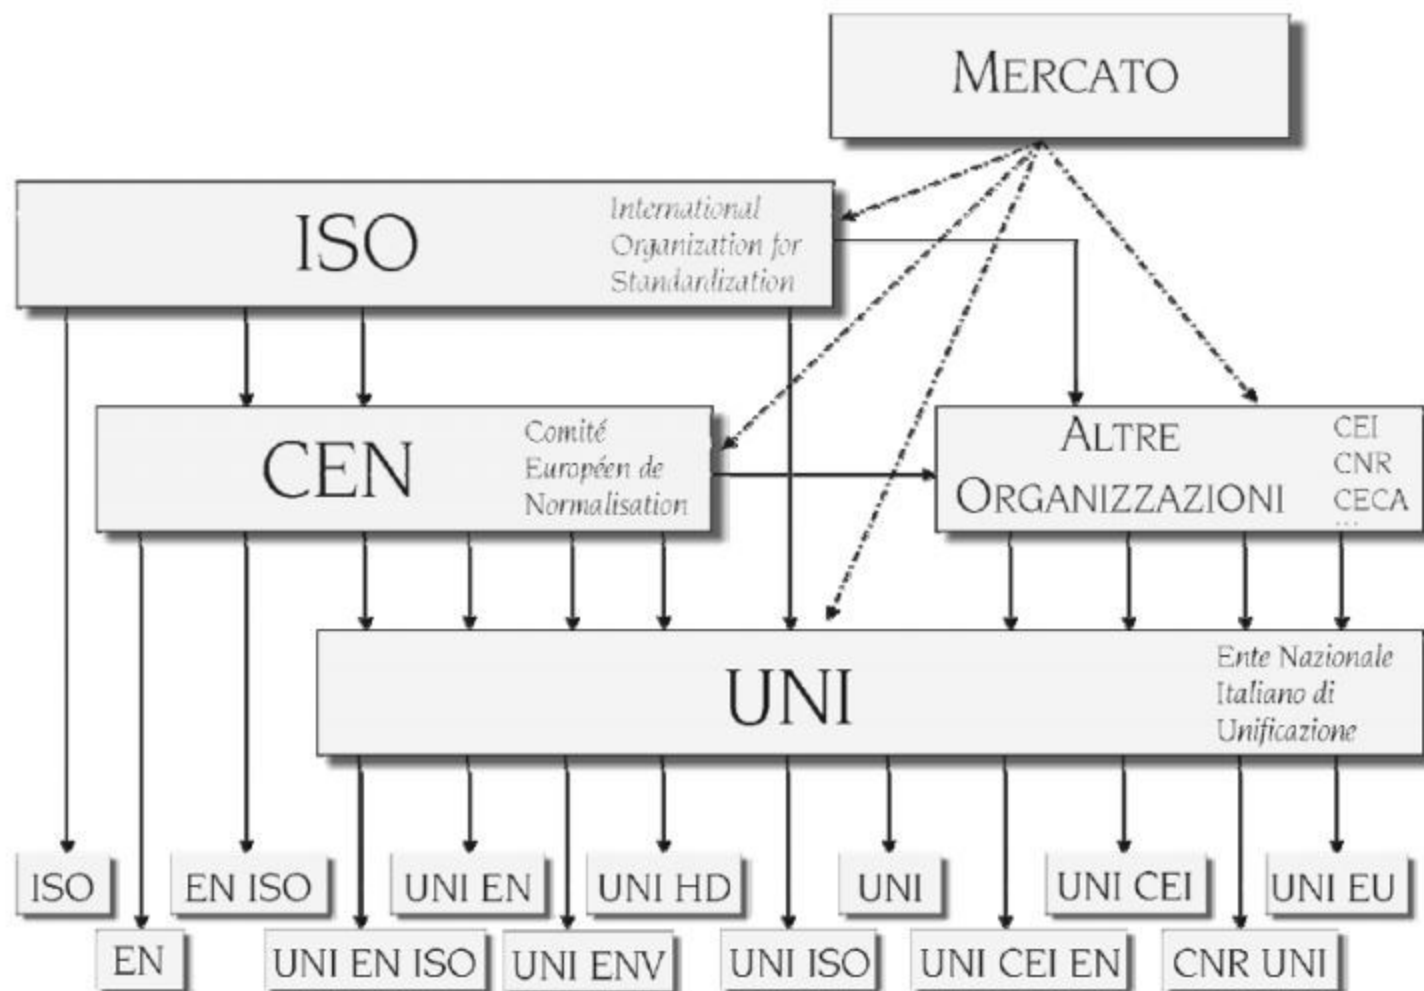 MERCATO
ISO
International
Organization for
Standardization
CEN
Comité
Européen de
Normalisation
ALTRE
ORGANIZZAZIONI
CEI
CNR
CECA
...
UNI
Ente Nazionale
Italiano di
Unificazione
ISO
EN ISO
UNI EN
UNI HD
UNI
UNI CEI
UNI EU
EN
UNI EN ISO
UNI ENV
UNI ISO
UNI CEI EN
CNR UNI